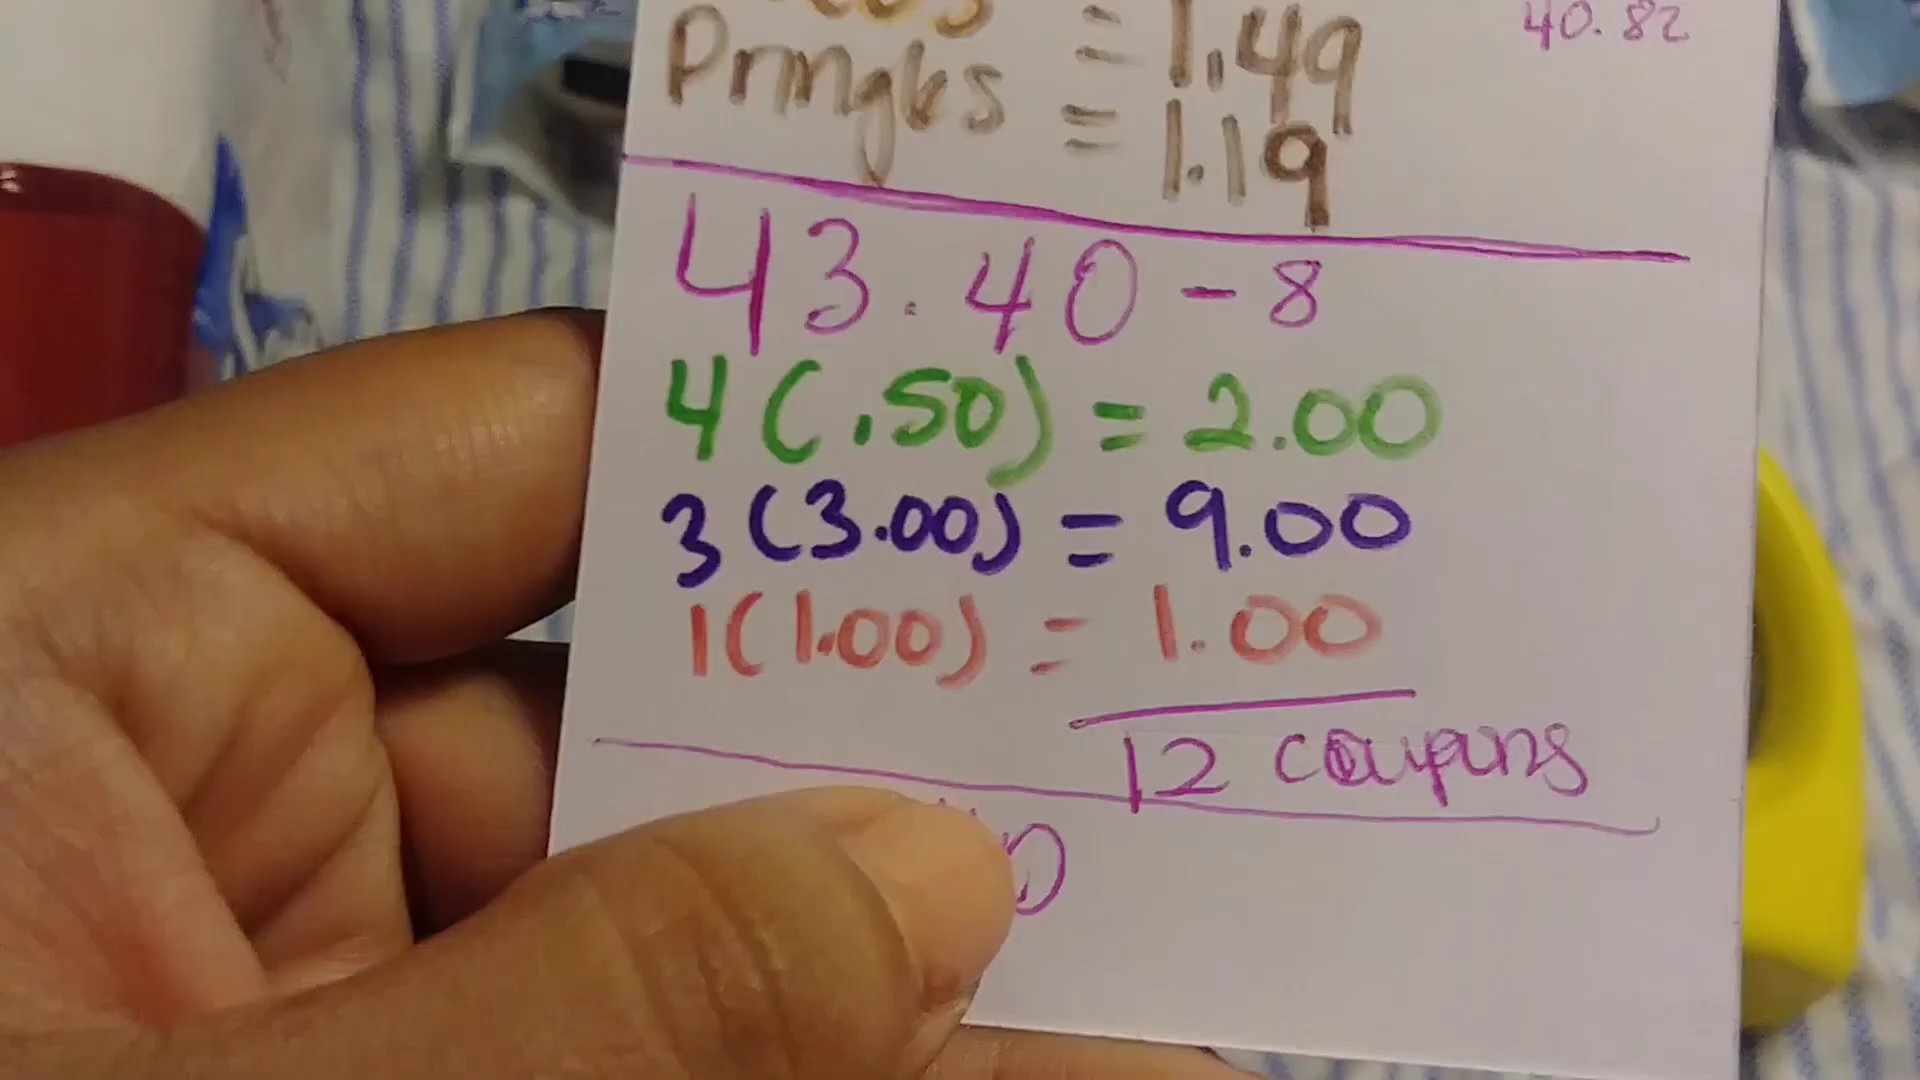 = 1.49 40.82
Pringles = 1.19
43.40 - 8
4 (.50) = 2.00
3 (3.00) = 9.00
1 (1.00) = 1.00
12 coupons